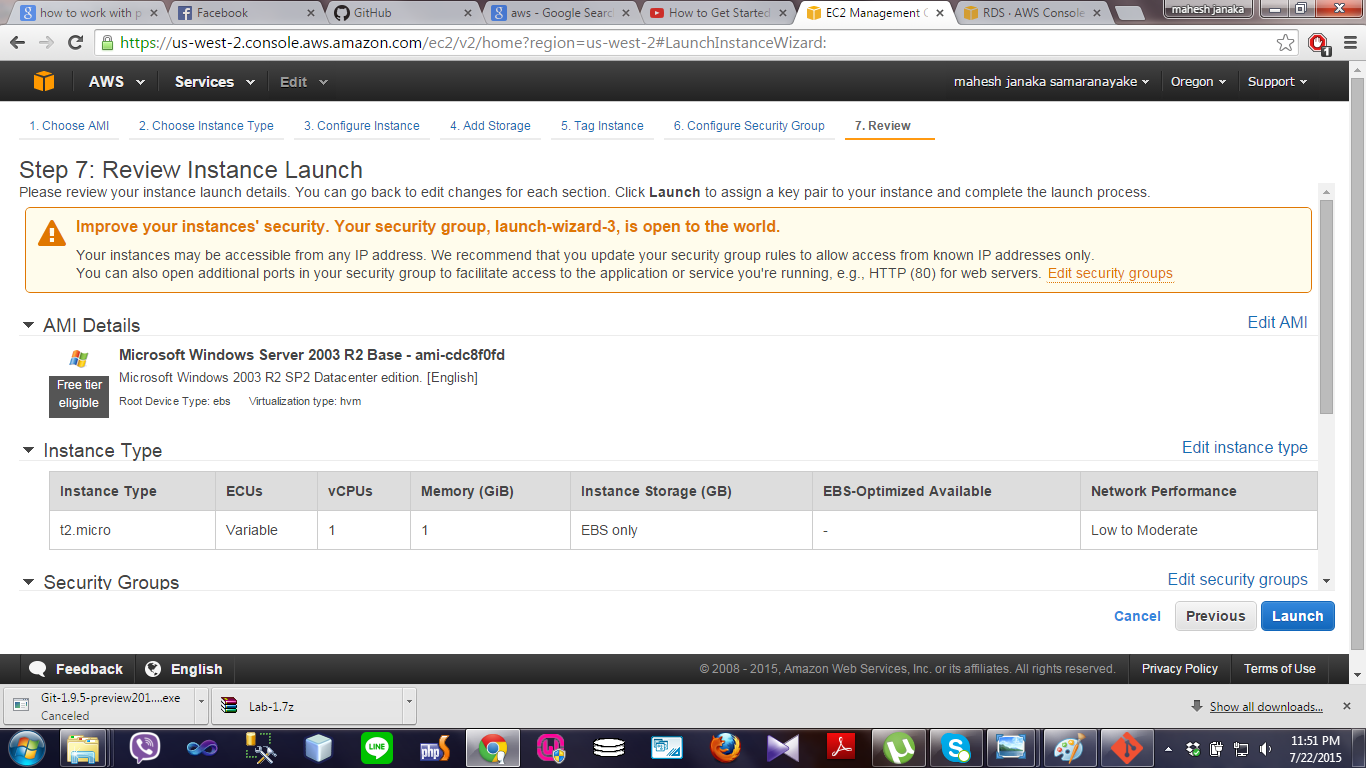 how to work with p
Facebook
GitHub
aws - Google Searc
How to Get Started
EC2 Management C
RDS · AWS Console
mahesh janaka
https://us-west-2.console.aws.amazon.com/ec2/v2/home?region=us-west-2#LaunchInstanceWizard:
1
AWS
Services
Edit
mahesh janaka samaranayake
Oregon
Support
1. Choose AMI
2. Choose Instance Type
3. Configure Instance
4. Add Storage
5. Tag Instance
6. Configure Security Group
7. Review
Step 7: Review Instance Launch
Please review your instance launch details. You can go back to edit changes for each section. Click Launch to assign a key pair to your instance and complete the launch process.
Improve your instances' security. Your security group, launch-wizard-3, is open to the world.
Your instances may be accessible from any IP address. We recommend that you update your security group rules to allow access from known IP addresses only.
You can also open additional ports in your security group to facilitate access to the application or service you're running, e.g., HTTP (80) for web servers. Edit security groups
AMI Details
Edit AMI
Microsoft Windows Server 2003 R2 Base - ami-cdc8f0fd
Free tier
eligible
Microsoft Windows 2003 R2 SP2 Datacenter edition. [English]
Root Device Type: ebs Virtualization type: hvm
Instance Type
Edit instance type
Instance Type ECUs vCPUs Memory (GiB) Instance Storage (GB) EBS-Optimized Available Network Performance
t2.micro Variable 1 1 EBS only - Low to Moderate
Security Groups
Edit security groups
Cancel
Previous
Launch
Feedback
English
© 2008 - 2015, Amazon Web Services, Inc. or its affiliates. All rights reserved.
Privacy Policy
Terms of Use
Git-1.9.5-preview201....exe
Canceled
Lab-1.7z
Show all downloads...
LINE
php
11:51 PM
7/22/2015